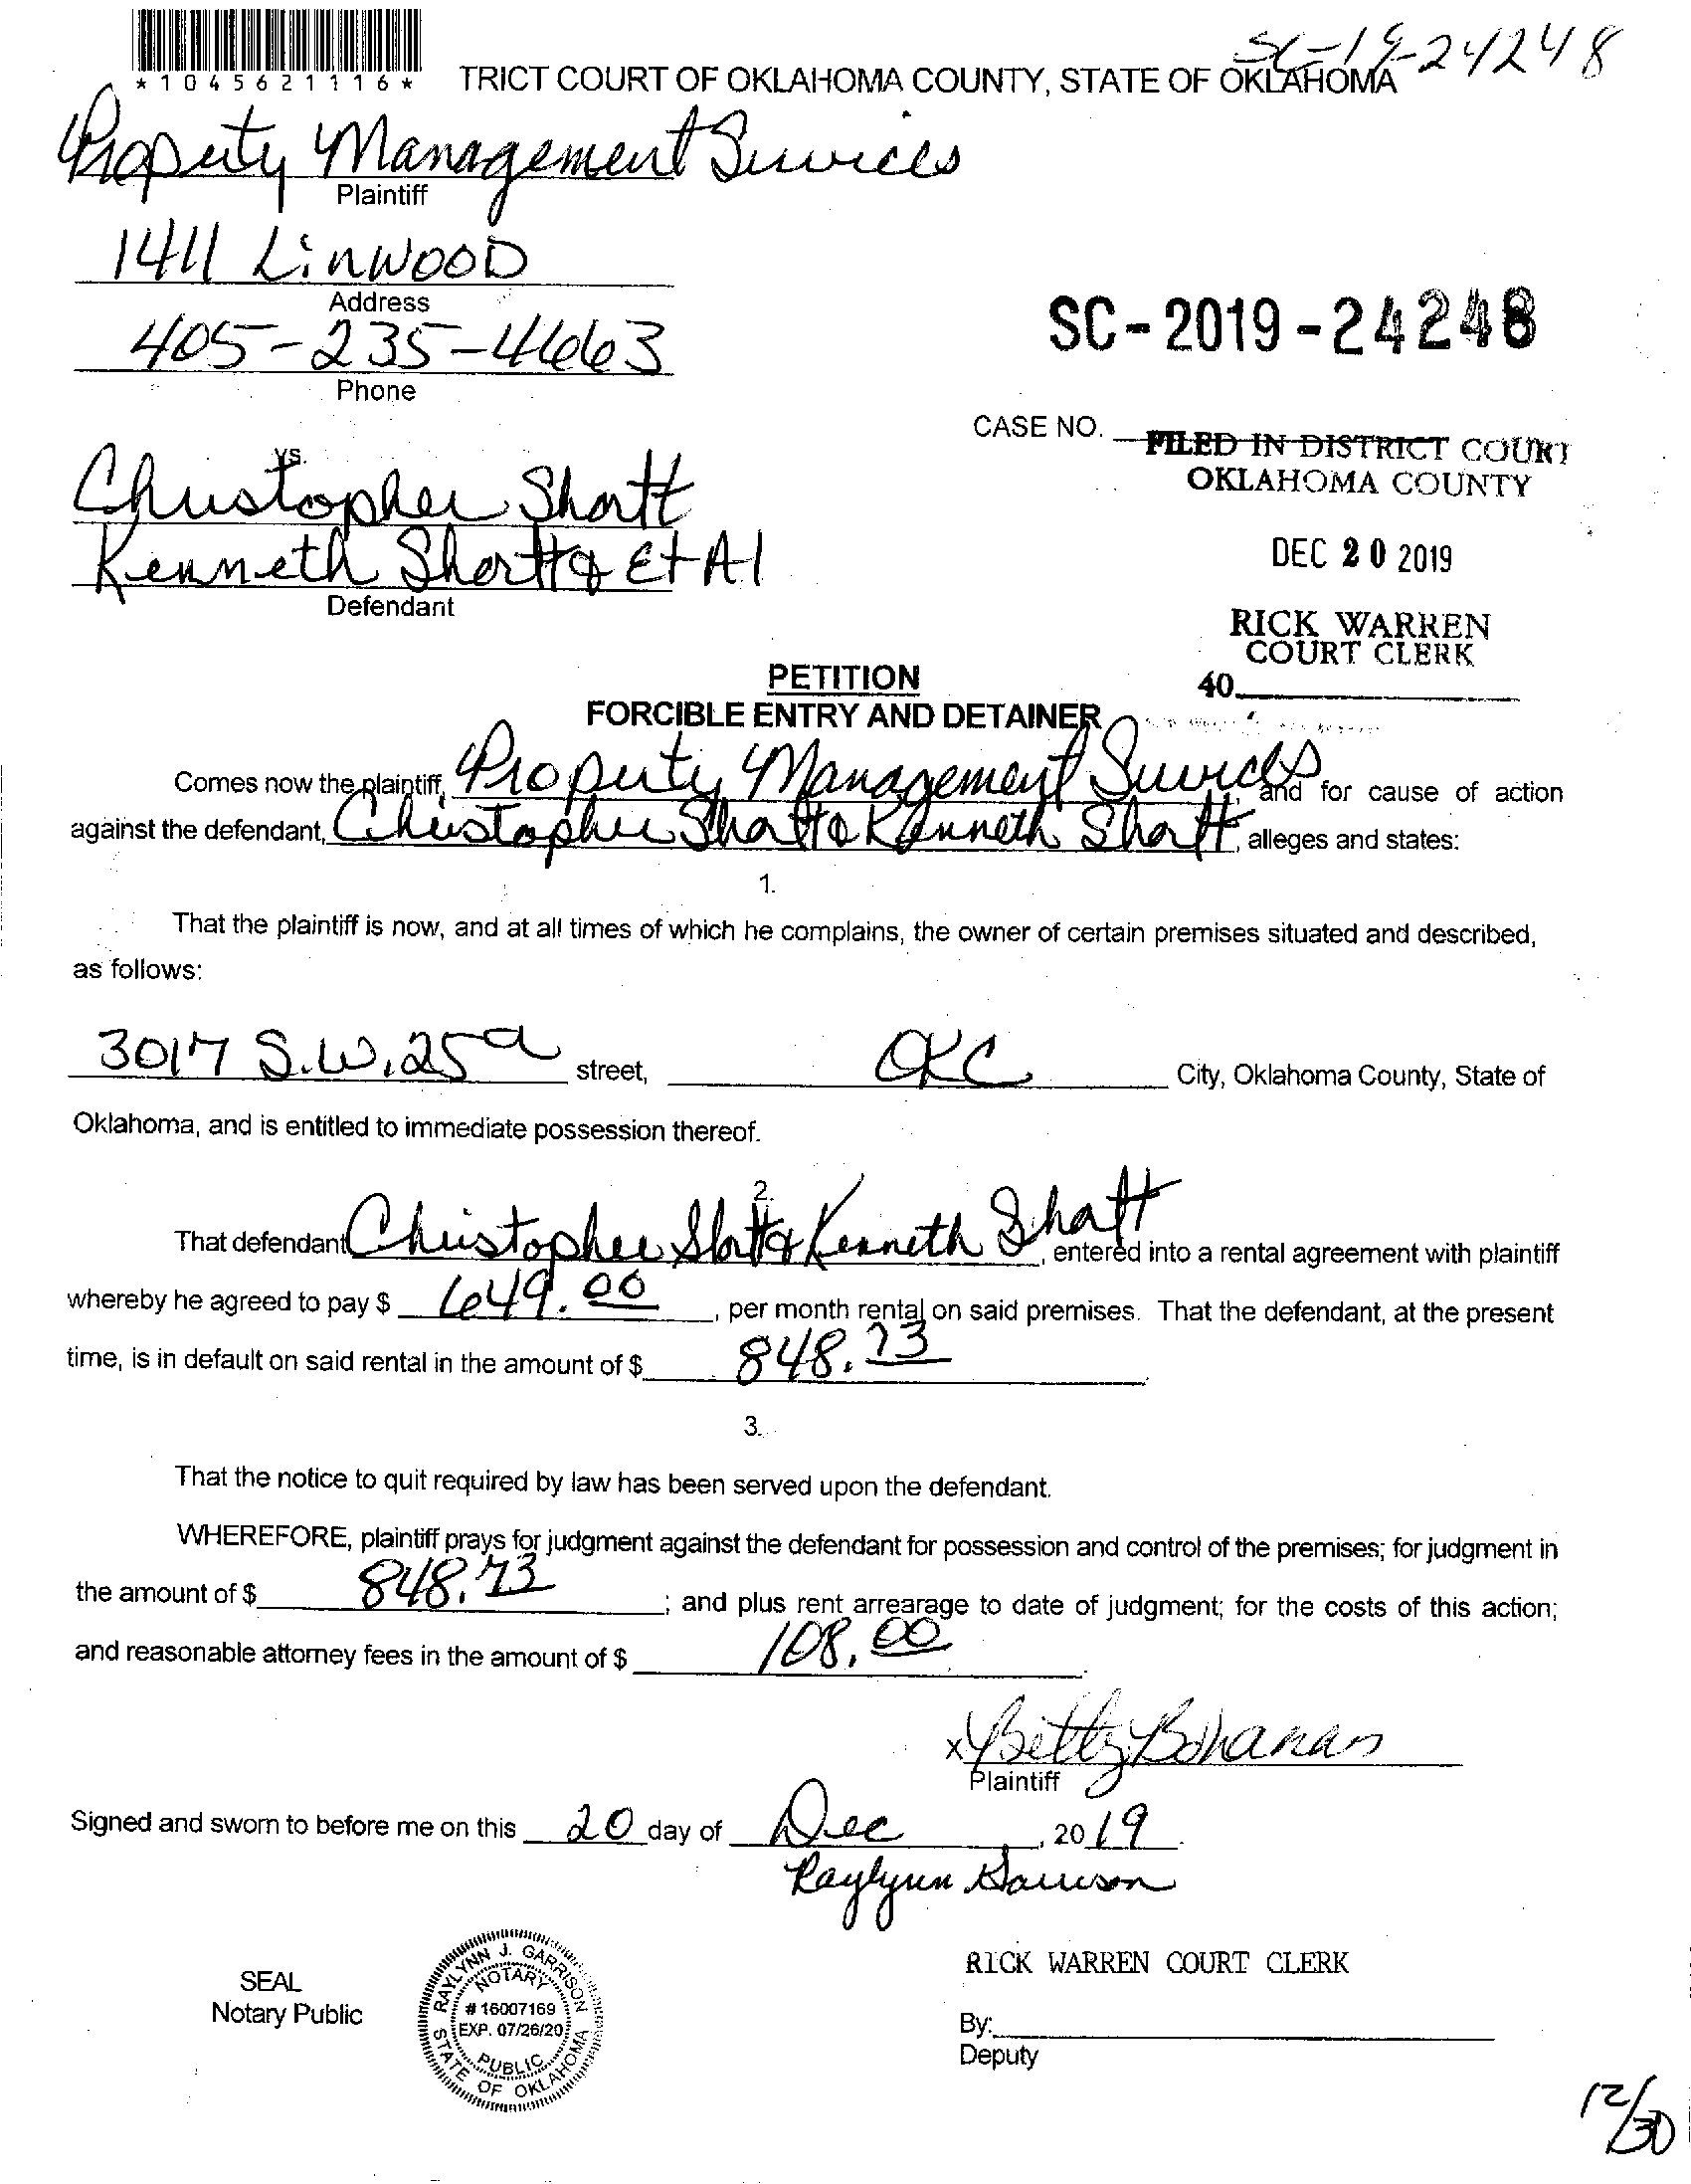 SC-19-24248
*1045621116*
TRICT COURT OF OKLAHOMA COUNTY, STATE OF OKLAHOMA
Property Management Services
Plaintiff
1411 LinwOOD
Address
405-235-4663
Phone
SC-2019-24248
CASE NO.
FILED IN DISTRICT COURT
OKLAHOMA COUNTY
DEC 20 2019
RICK WARREN
COURT CLERK
40
vs.
Christopher Shortt
Kenneth Shortt & Et Al
Defendant
PETITION
FORCIBLE ENTRY AND DETAINER
Comes now the plaintiff, Property Management Services, and for cause of action
against the defendant, Christopher Shortt & Kenneth Shortt, alleges and states:
1.
That the plaintiff is now, and at all times of which he complains, the owner of certain premises situated and described,
as follows:
3017 S.W. 25 street, OKC City, Oklahoma County, State of
Oklahoma, and is entitled to immediate possession thereof.
2.
That defendant Christopher Shortt & Kenneth Shortt, entered into a rental agreement with plaintiff
whereby he agreed to pay $ 649.00, per month rental on said premises. That the defendant, at the present
time, is in default on said rental in the amount of $ 848.73.
3.
That the notice to quit required by law has been served upon the defendant.
WHEREFORE, plaintiff prays for judgment against the defendant for possession and control of the premises; for judgment in
the amount of $ 848.73; and plus rent arrearage to date of judgment; for the costs of this action;
and reasonable attorney fees in the amount of $ 108.00.
x Betty Bohanan
Plaintiff
Signed and sworn to before me on this 20 day of Dec, 2019.
Raylynn Garrison
SEAL
Notary Public
RAYLYNN J. GARRISON
NOTARY
# 16007169
EXP. 07/26/20
PUBLIC
STATE OF OKLAHOMA
RICK WARREN COURT CLERK
By:
Deputy
12/30